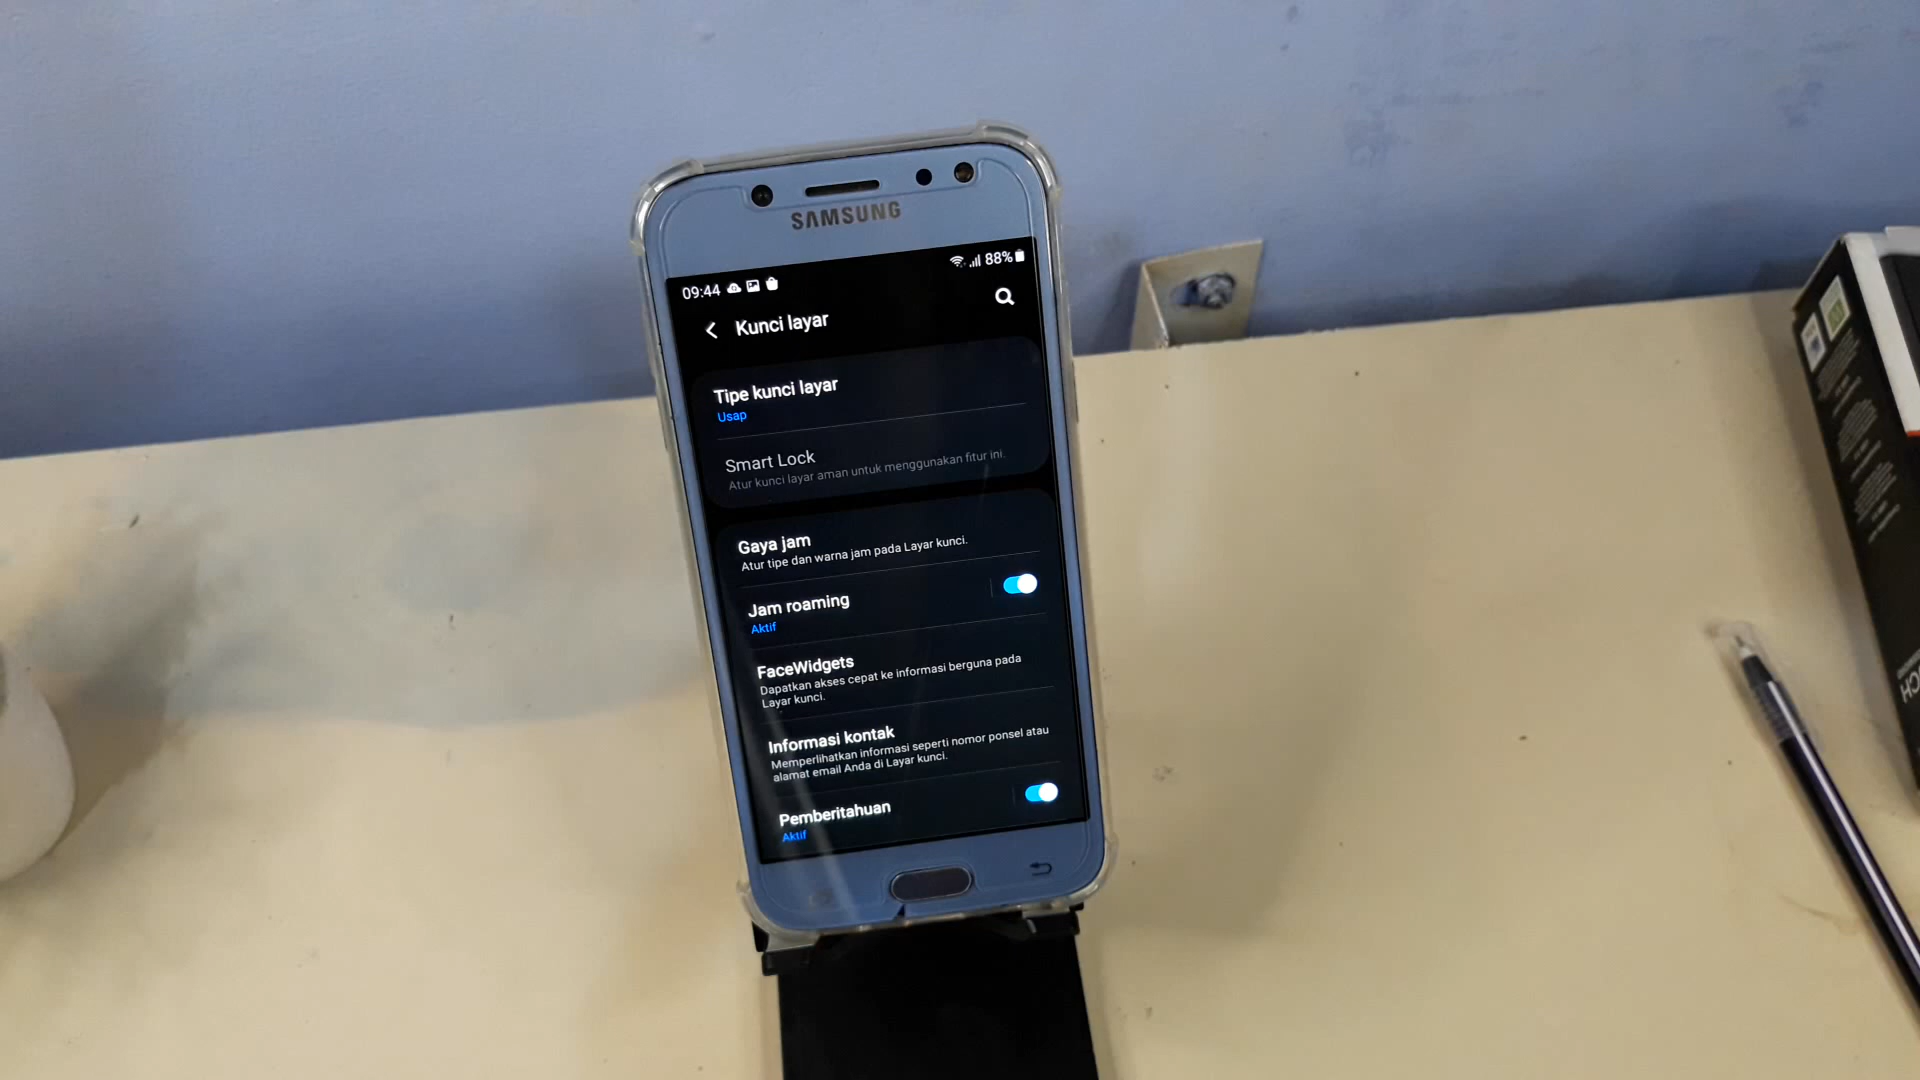 SAMSUNG
09:44 88%
Kunci layar
Tipe kunci layar
Usap
Smart Lock
Atur kunci layar aman untuk menggunakan fitur ini.
Gaya jam
Atur tipe dan warna jam pada Layar kunci.
Jam roaming
Aktif
FaceWidgets
Dapatkan akses cepat ke informasi berguna pada
Layar kunci.
Informasi kontak
Memperlihatkan informasi seperti nomor ponsel atau
alamat email Anda di Layar kunci.
Pemberitahuan
Aktif